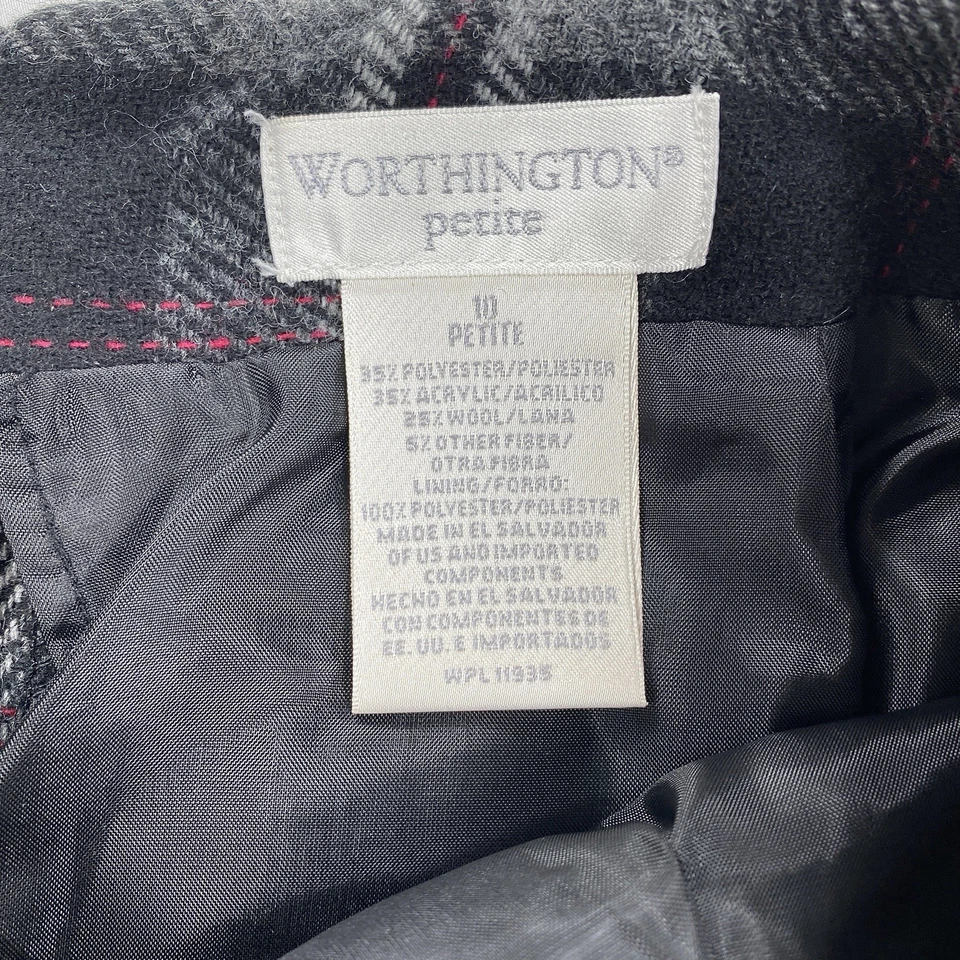 WORTHINGTON®
petite
10
PETITE
35% POLYESTER/POLIESTER
35% ACRYLIC/ACRILICO
25% WOOL/LANA
5% OTHER FIBER/
OTRA FIBRA
LINING/FORRO:
100% POLYESTER/POLIESTER
MADE IN EL SALVADOR
OF US AND IMPORTED
COMPONENTS
HECHO EN EL SALVADOR
CON COMPONENTES DE
EE. UU. E IMPORTADOS
WPL 11935